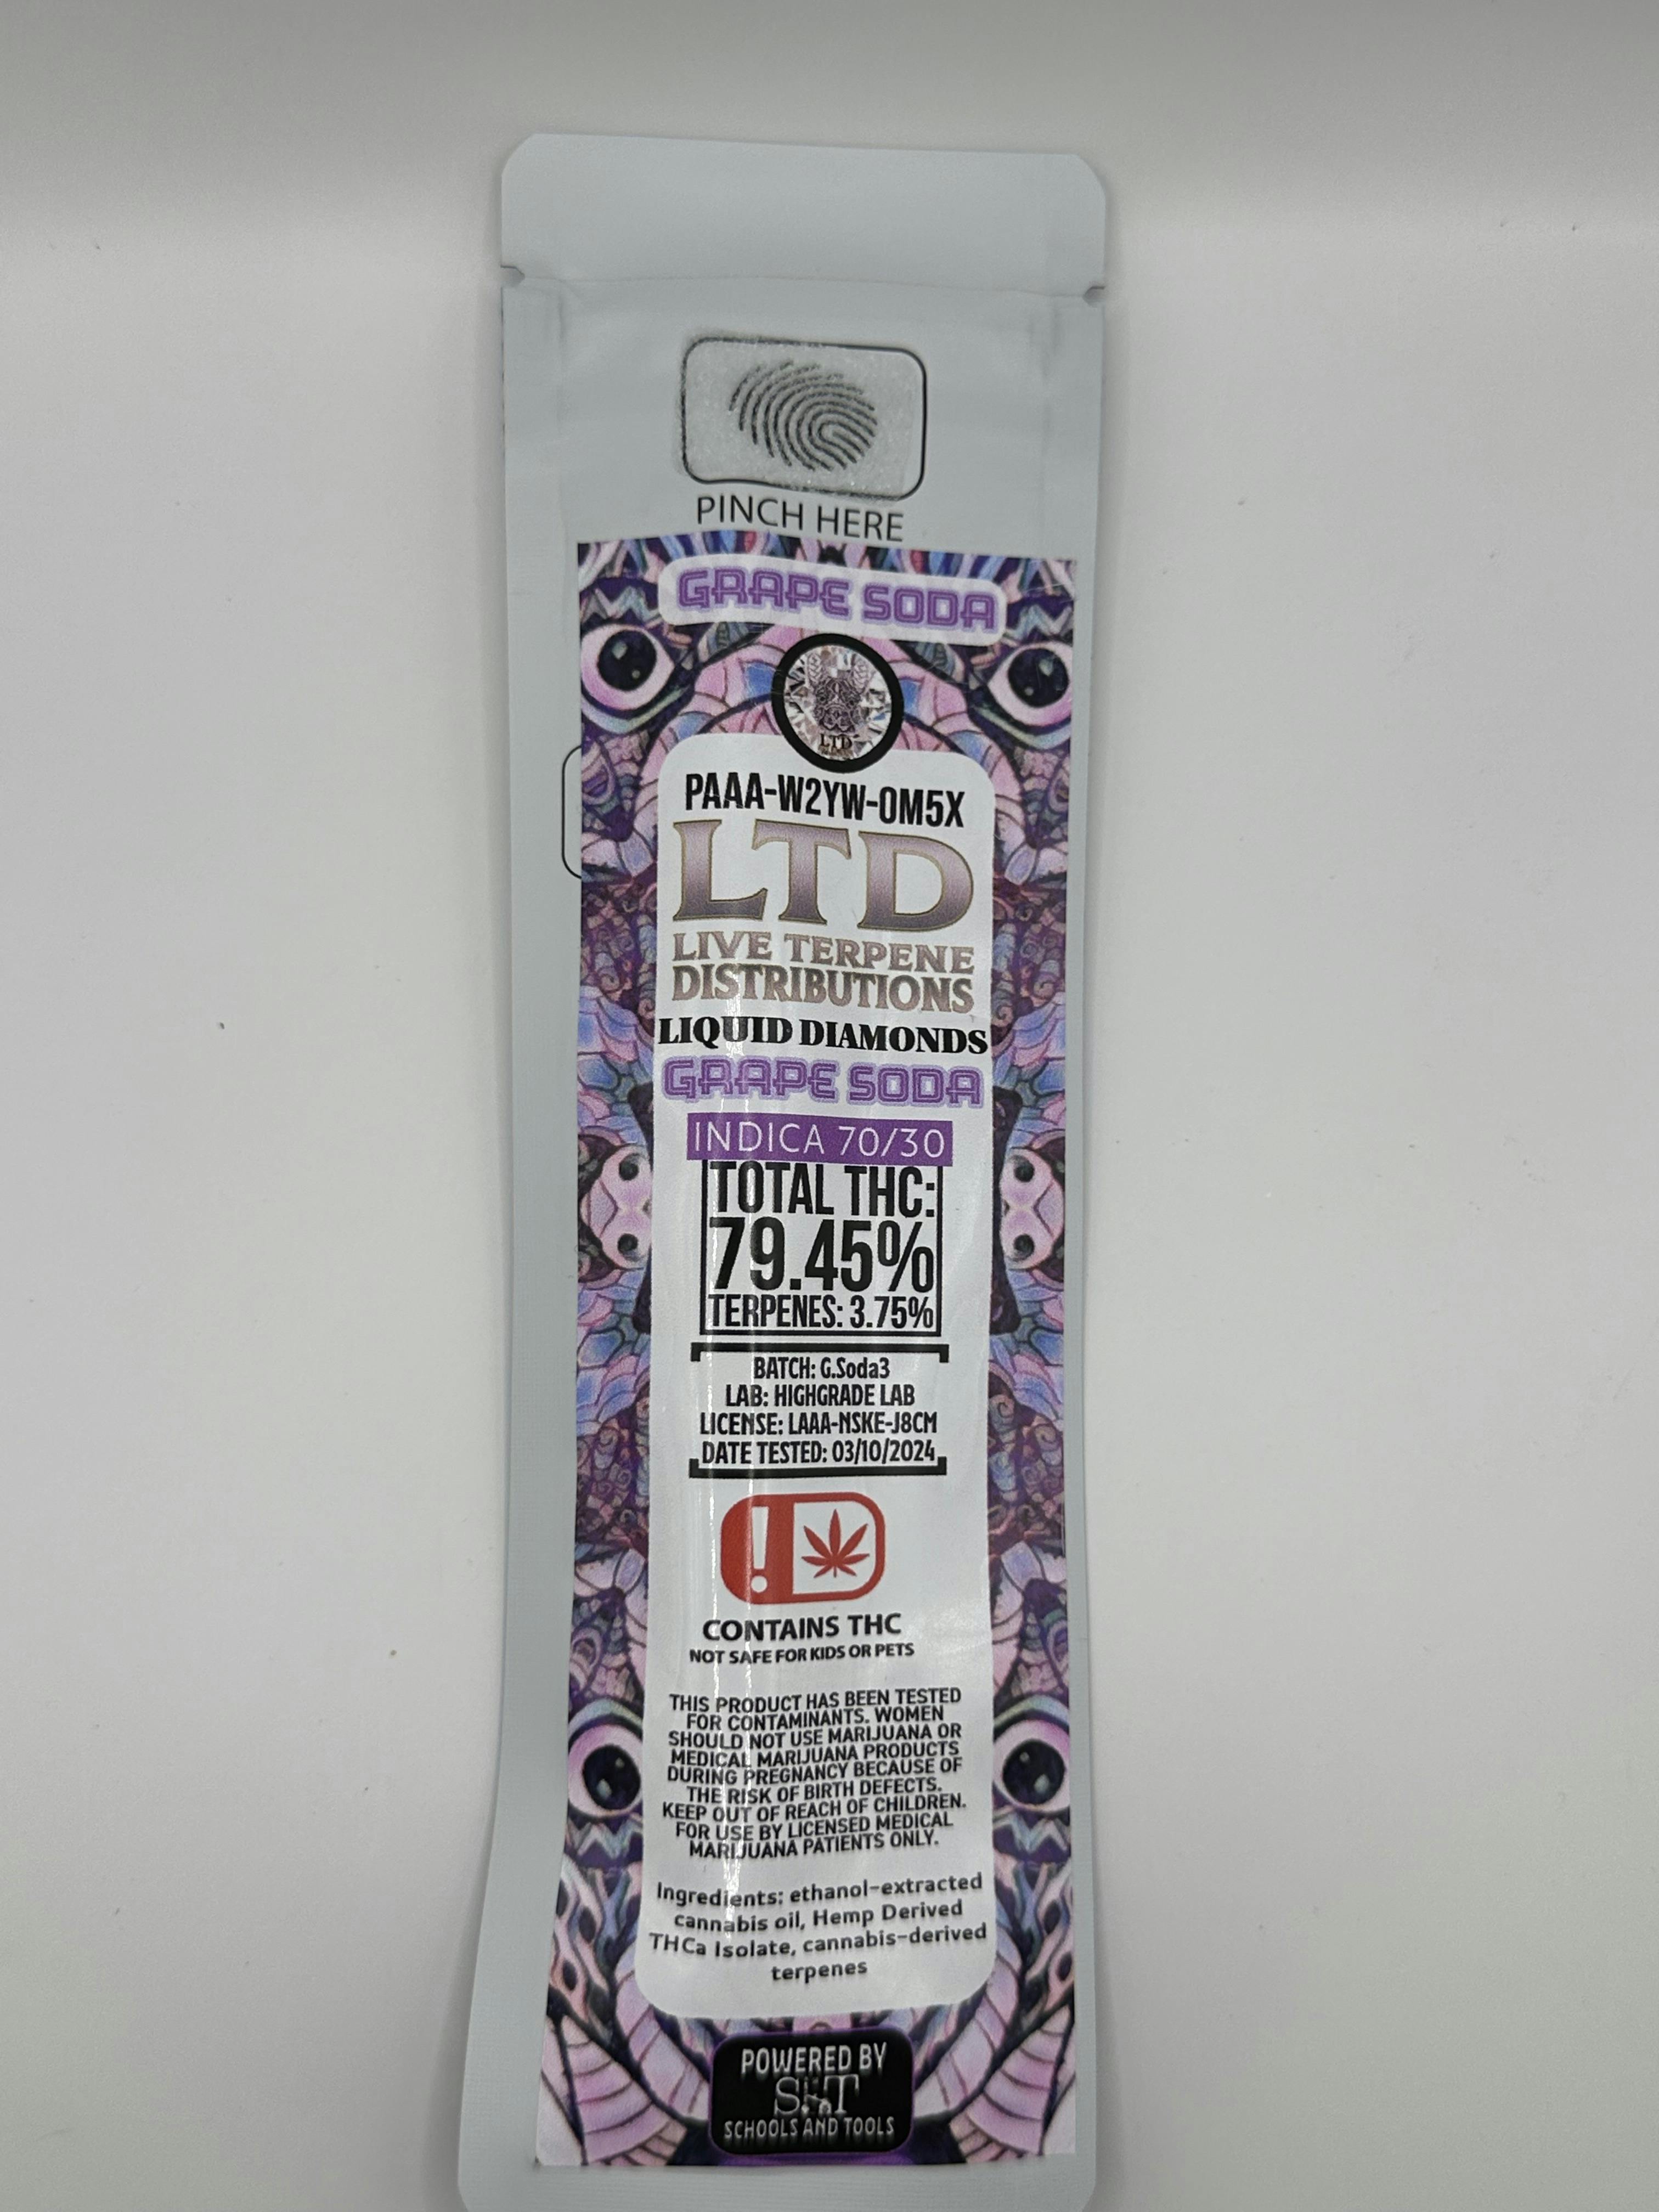 PINCH HERE
GRAPE SODA
LTD
PAAA-W2YW-0M5X
LTD
LIVE TERPENE
DISTRIBUTIONS
LIQUID DIAMONDS
GRAPE SODA
INDICA 70/30
TOTAL THC:
79.45%
TERPENES: 3.75%
BATCH: G.Soda3
LAB: HIGHGRADE LAB
LICENSE: LAAA-NSKE-J8CM
DATE TESTED: 03/10/2024
CONTAINS THC
NOT SAFE FOR KIDS OR PETS
THIS PRODUCT HAS BEEN TESTED
FOR CONTAMINANTS. WOMEN
SHOULD NOT USE MARIJUANA OR
MEDICAL MARIJUANA PRODUCTS
DURING PREGNANCY BECAUSE OF
THE RISK OF BIRTH DEFECTS.
KEEP OUT OF REACH OF CHILDREN.
FOR USE BY LICENSED MEDICAL
MARIJUANA PATIENTS ONLY.
Ingredients: ethanol-extracted
cannabis oil, Hemp Derived
THCa Isolate, cannabis-derived
terpenes
POWERED BY
SCHOOLS AND TOOLS